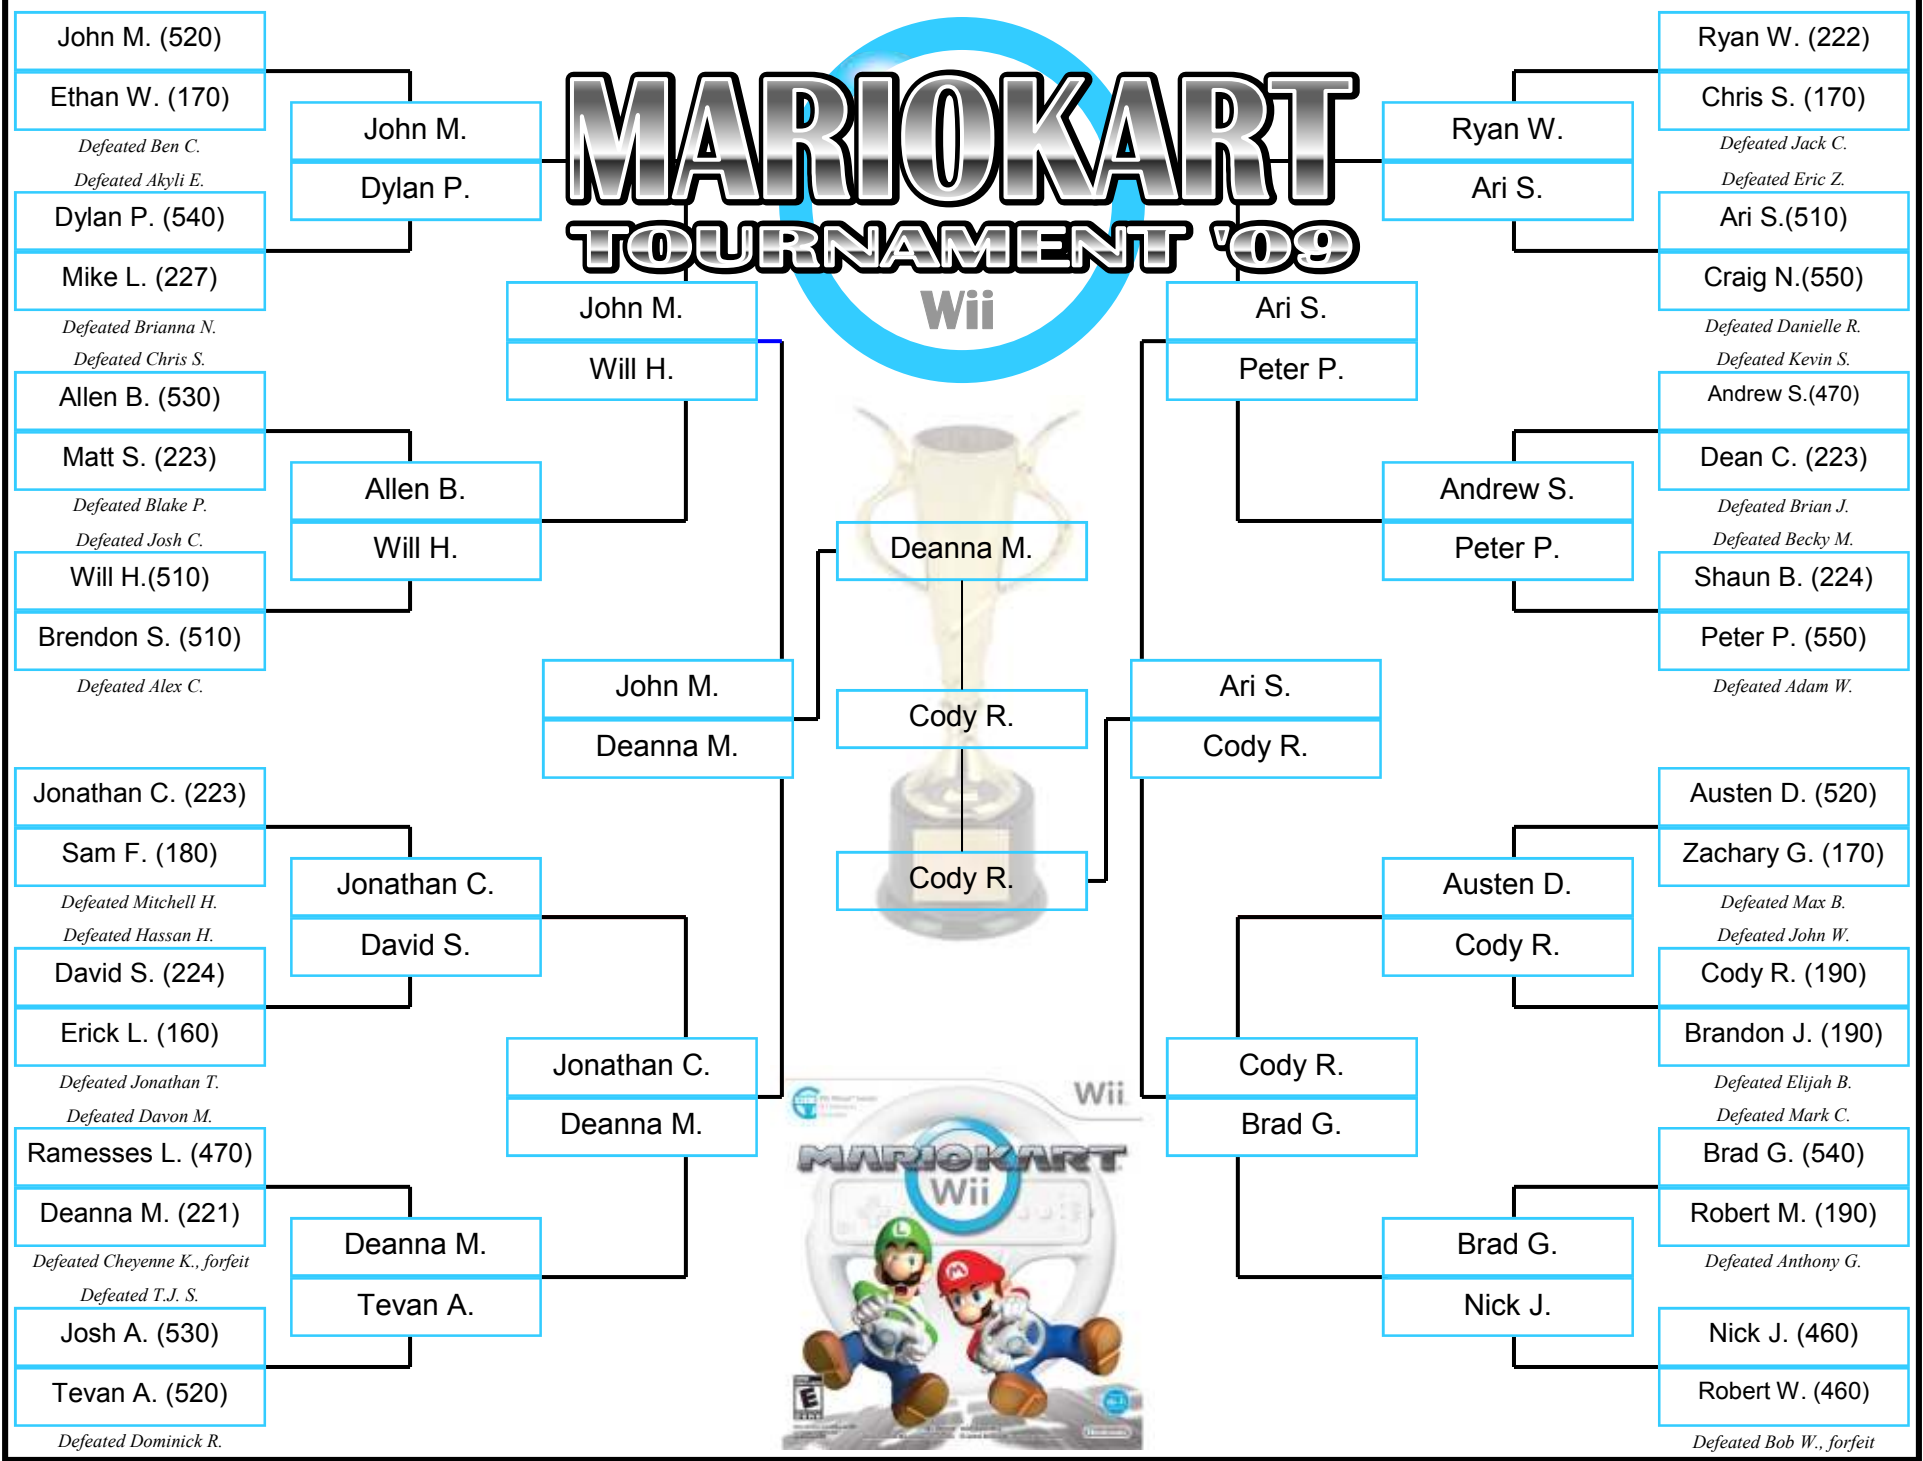 John M. (520)
Ethan W. (170)
Defeated Ben C.
Defeated Akyli E.
Dylan P. (540)
Mike L. (227)
Defeated Brianna N.
Defeated Chris S.
Allen B. (530)
Matt S. (223)
Defeated Blake P.
Defeated Josh C.
Will H.(510)
Brendon S. (510)
Defeated Alex C.
Jonathan C. (223)
Sam F. (180)
Defeated Mitchell H.
Defeated Hassan H.
David S. (224)
Erick L. (160)
Defeated Jonathan T.
Defeated Davon M.
Ramesses L. (470)
Deanna M. (221)
Defeated Cheyenne K., forfeit
Defeated T.J. S.
Josh A. (530)
Tevan A. (520)
Defeated Dominick R.
John M.
Dylan P.
Allen B.
Will H.
Jonathan C.
David S.
Deanna M.
Tevan A.
John M.
Will H.
Jonathan C.
Deanna M.
John M.
Deanna M.
MARIOKART
TOURNAMENT '09
Wii
Deanna M.
Cody R.
Cody R.
Wii
MARIOKART
Wii
E
Ari S.
Cody R.
Ari S.
Peter P.
Cody R.
Brad G.
Ryan W.
Ari S.
Andrew S.
Peter P.
Austen D.
Cody R.
Brad G.
Nick J.
Ryan W. (222)
Chris S. (170)
Defeated Jack C.
Defeated Eric Z.
Ari S.(510)
Craig N.(550)
Defeated Danielle R.
Defeated Kevin S.
Andrew S.(470)
Dean C. (223)
Defeated Brian J.
Defeated Becky M.
Shaun B. (224)
Peter P. (550)
Defeated Adam W.
Austen D. (520)
Zachary G. (170)
Defeated Max B.
Defeated John W.
Cody R. (190)
Brandon J. (190)
Defeated Elijah B.
Defeated Mark C.
Brad G. (540)
Robert M. (190)
Defeated Anthony G.
Nick J. (460)
Robert W. (460)
Defeated Bob W., forfeit